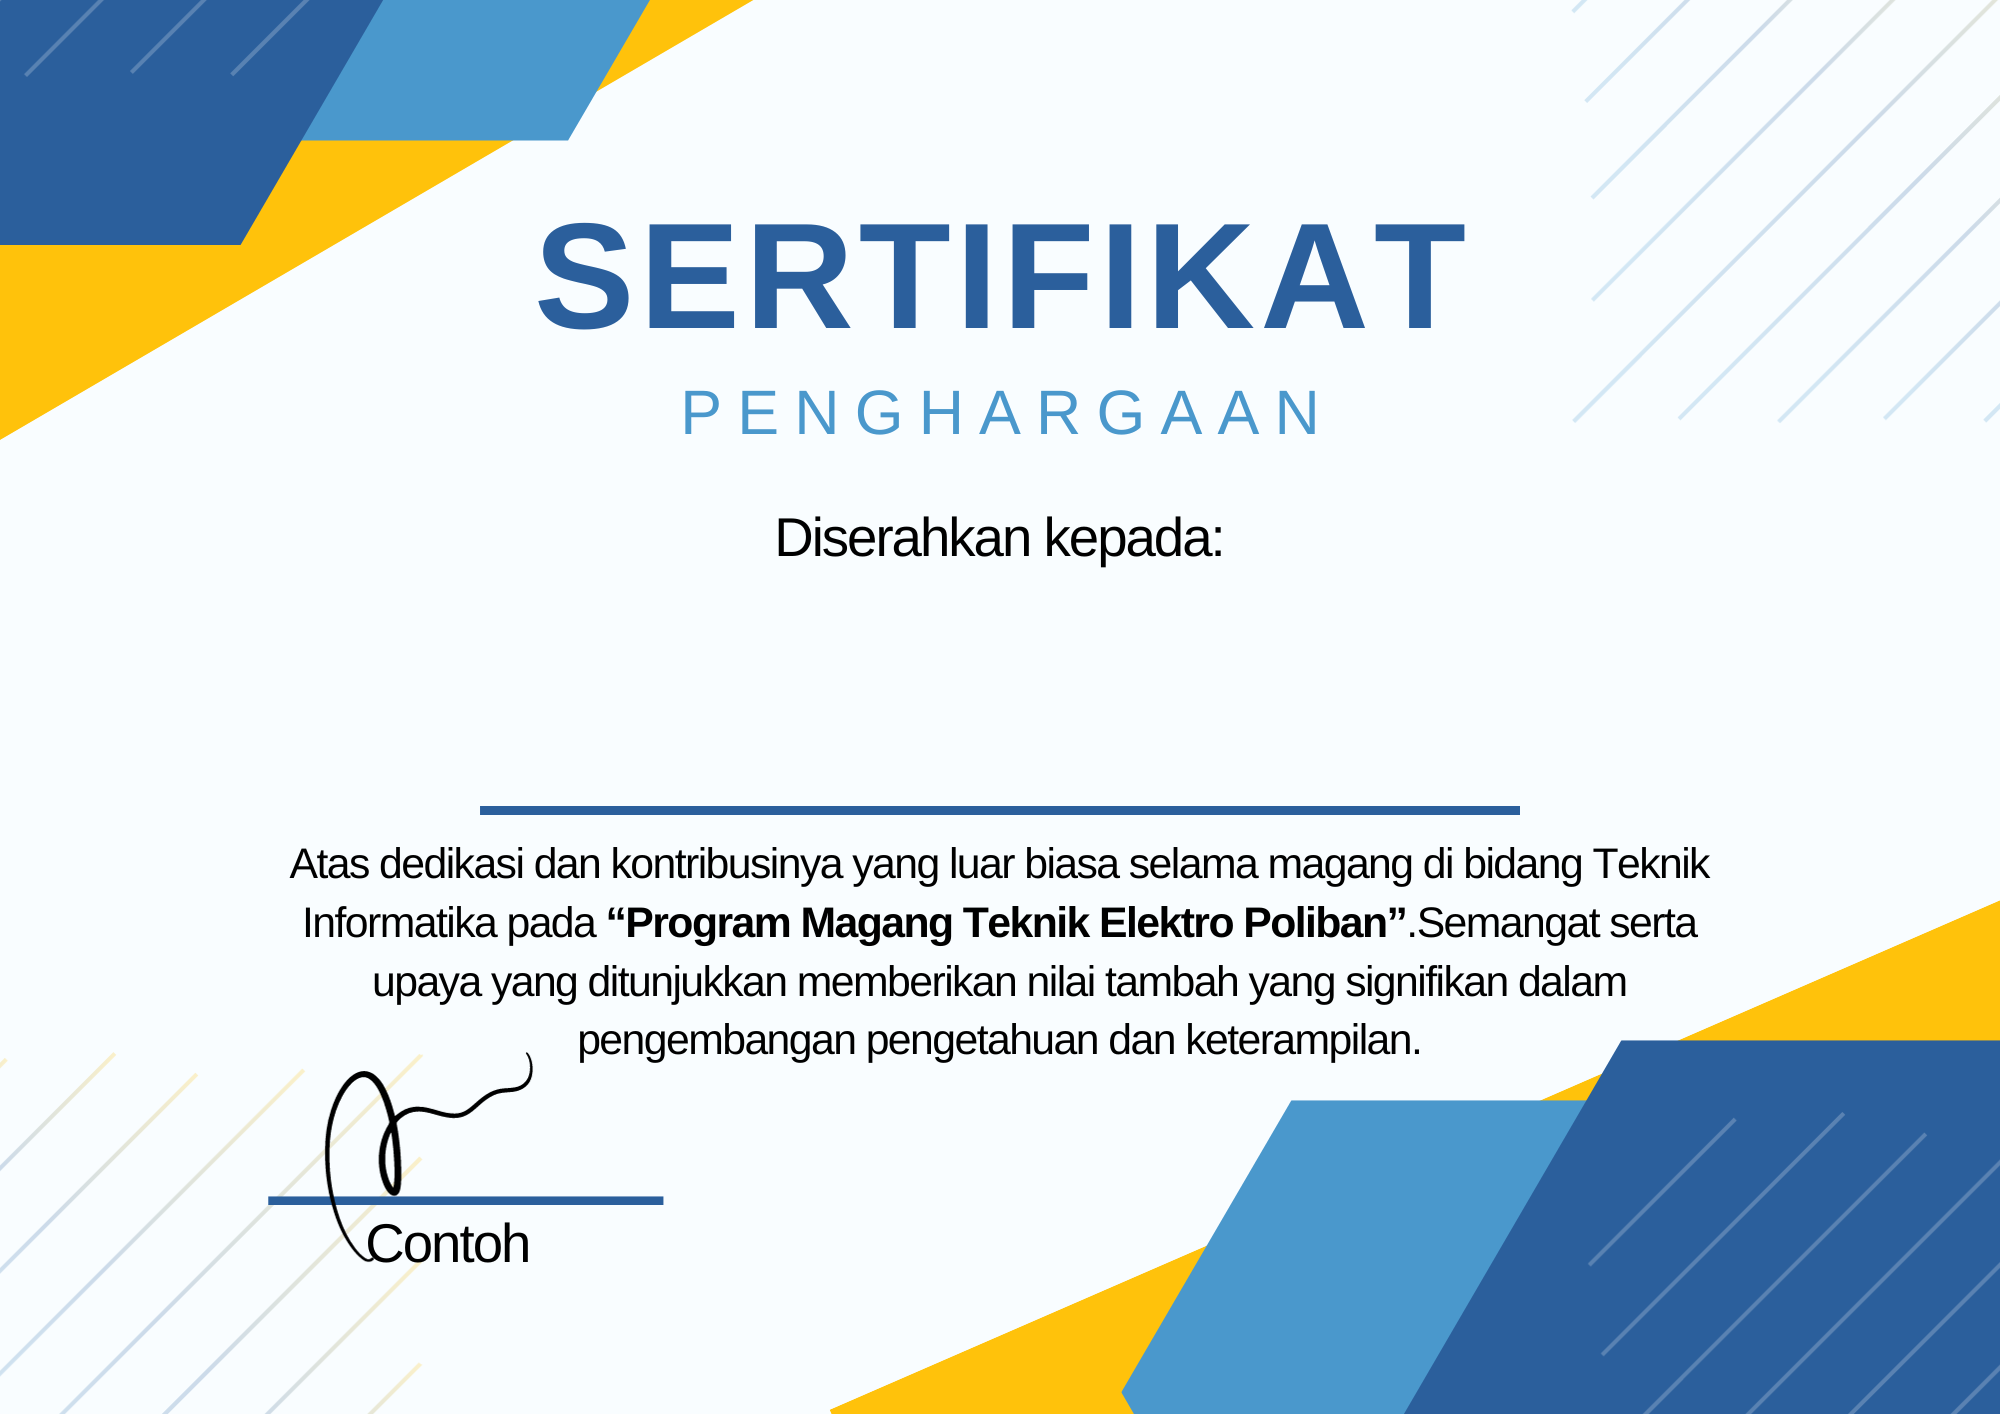 SERTIFIKAT
PENGHARGAAN
Diserahkan kepada:
Atas dedikasi dan kontribusinya yang luar biasa selama magang di bidang Teknik
Informatika pada “Program Magang Teknik Elektro Poliban”.Semangat serta
upaya yang ditunjukkan memberikan nilai tambah yang signifikan dalam
pengembangan pengetahuan dan keterampilan.
Contoh